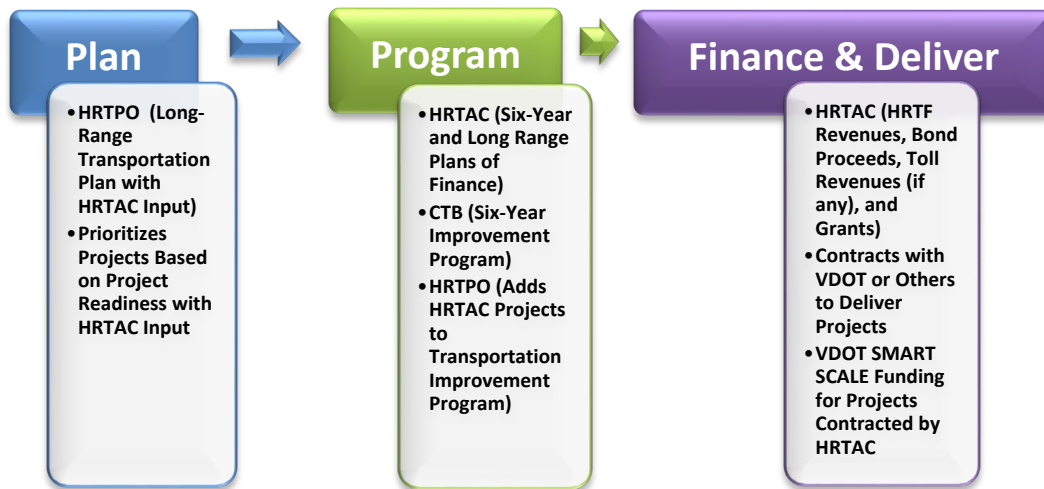 Plan
•HRTPO (Long-
Range
Transportation
Plan with
HRTAC Input)
•Prioritizes
Projects Based
on Project
Readiness with
HRTAC Input
Program
•HRTAC (Six-Year
and Long Range
Plans of
Finance)
•CTB (Six-Year
Improvement
Program)
•HRTPO (Adds
HRTAC Projects
to
Transportation
Improvement
Program)
Finance & Deliver
•HRTAC (HRTF
Revenues, Bond
Proceeds, Toll
Revenues (if
any), and
Grants)
•Contracts with
VDOT or Others
to Deliver
Projects
•VDOT SMART
SCALE Funding
for Projects
Contracted by
HRTAC